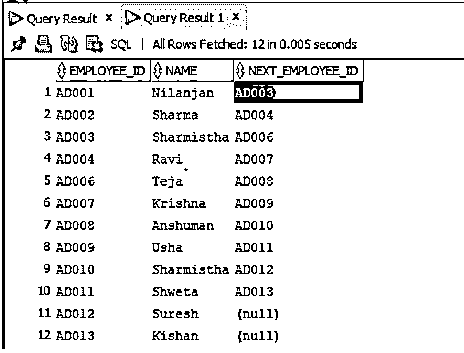 Query Result × Query Result 1 ×
SQL | All Rows Fetched: 12 in 0.005 seconds
EMPLOYEE_ID NAME NEXT_EMPLOYEE_ID
1 AD001 Nilanjan AD003
2 AD002 Sharma AD004
3 AD003 Sharmistha AD006
4 AD004 Ravi AD007
5 AD006 Teja AD008
6 AD007 Krishna AD009
7 AD008 Anshuman AD010
8 AD009 Usha AD011
9 AD010 Sharmistha AD012
10 AD011 Shweta AD013
11 AD012 Suresh (null)
12 AD013 Kishan (null)